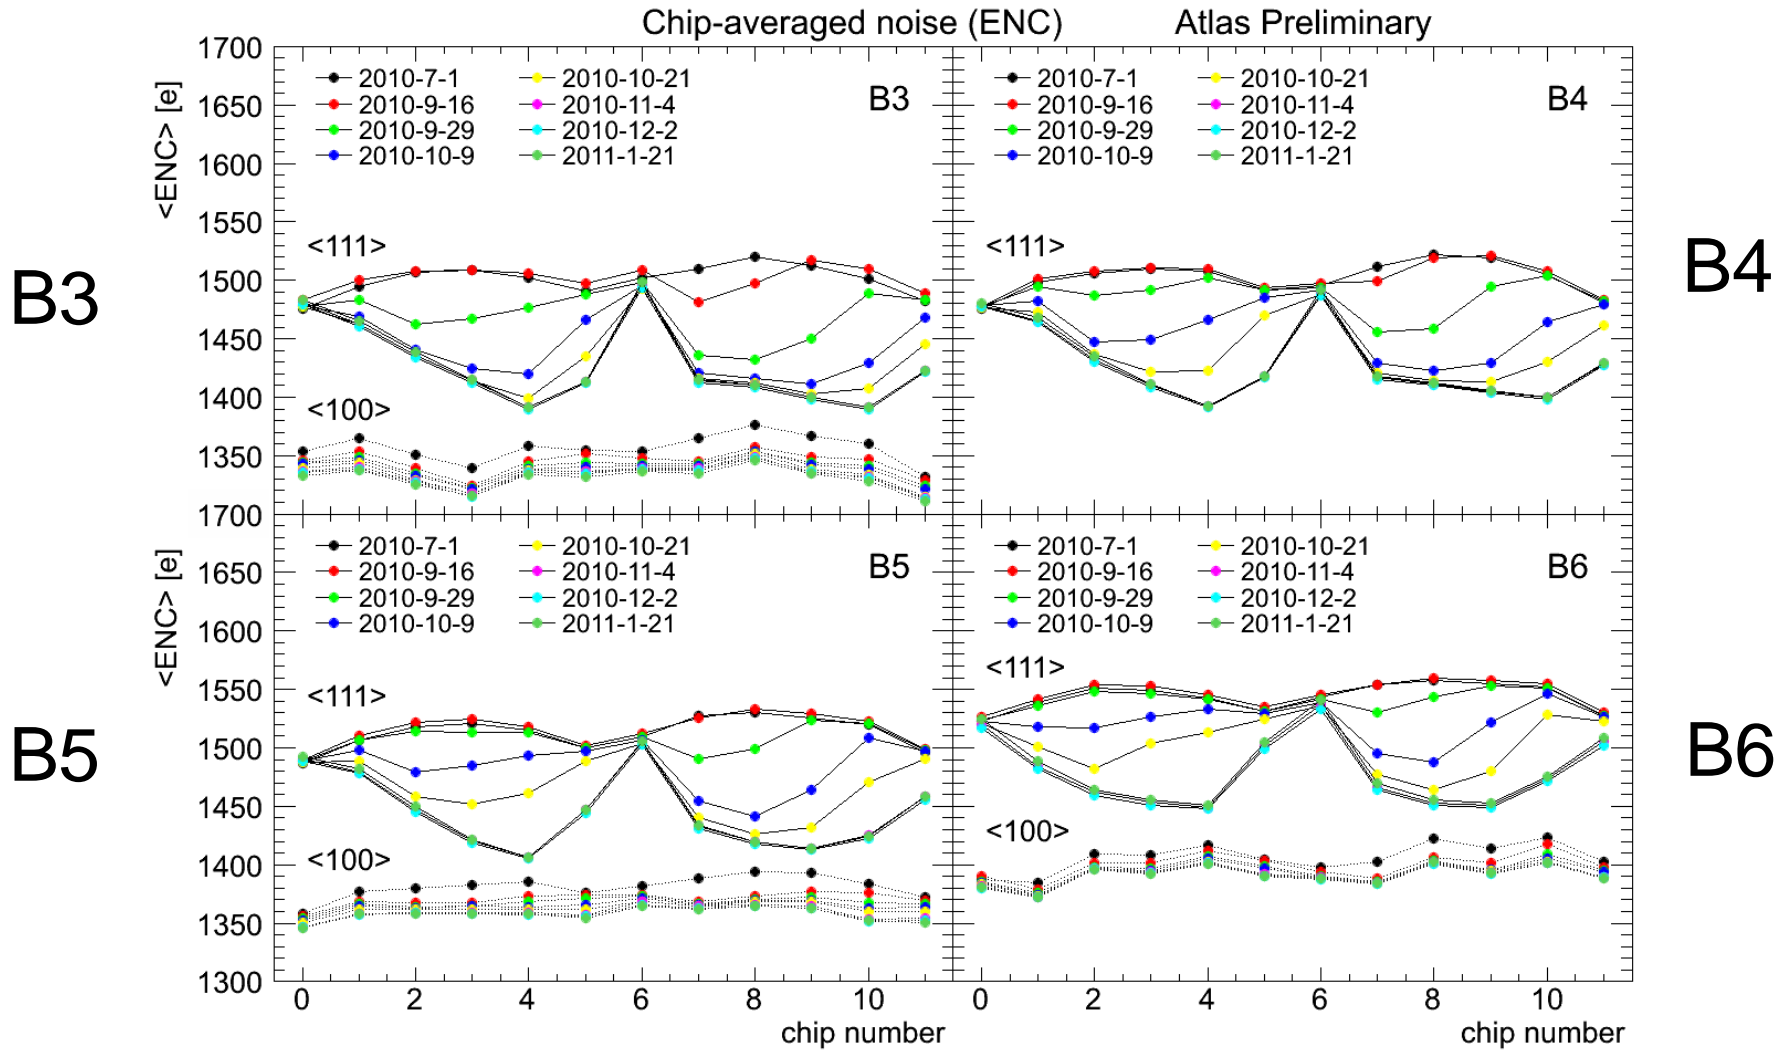 Chip-averaged noise (ENC) Atlas Preliminary
<ENC> [e]
1700
1650
1600
1550
1500
1450
1400
1350
2010-7-1 2010-10-21
2010-9-16 2010-11-4
2010-9-29 2010-12-2
2010-10-9 2011-1-21
B3
<111>
<100>
B3
2010-7-1 2010-10-21
2010-9-16 2010-11-4
2010-9-29 2010-12-2
2010-10-9 2011-1-21
B4
<111>
B4
<ENC> [e]
1700
1650
1600
1550
1500
1450
1400
1350
1300
2010-7-1 2010-10-21
2010-9-16 2010-11-4
2010-9-29 2010-12-2
2010-10-9 2011-1-21
B5
<111>
<100>
B5
0 2 4 6 8 10
chip number
2010-7-1 2010-10-21
2010-9-16 2010-11-4
2010-9-29 2010-12-2
2010-10-9 2011-1-21
B6
<111>
<100>
B6
0 2 4 6 8 10
chip number